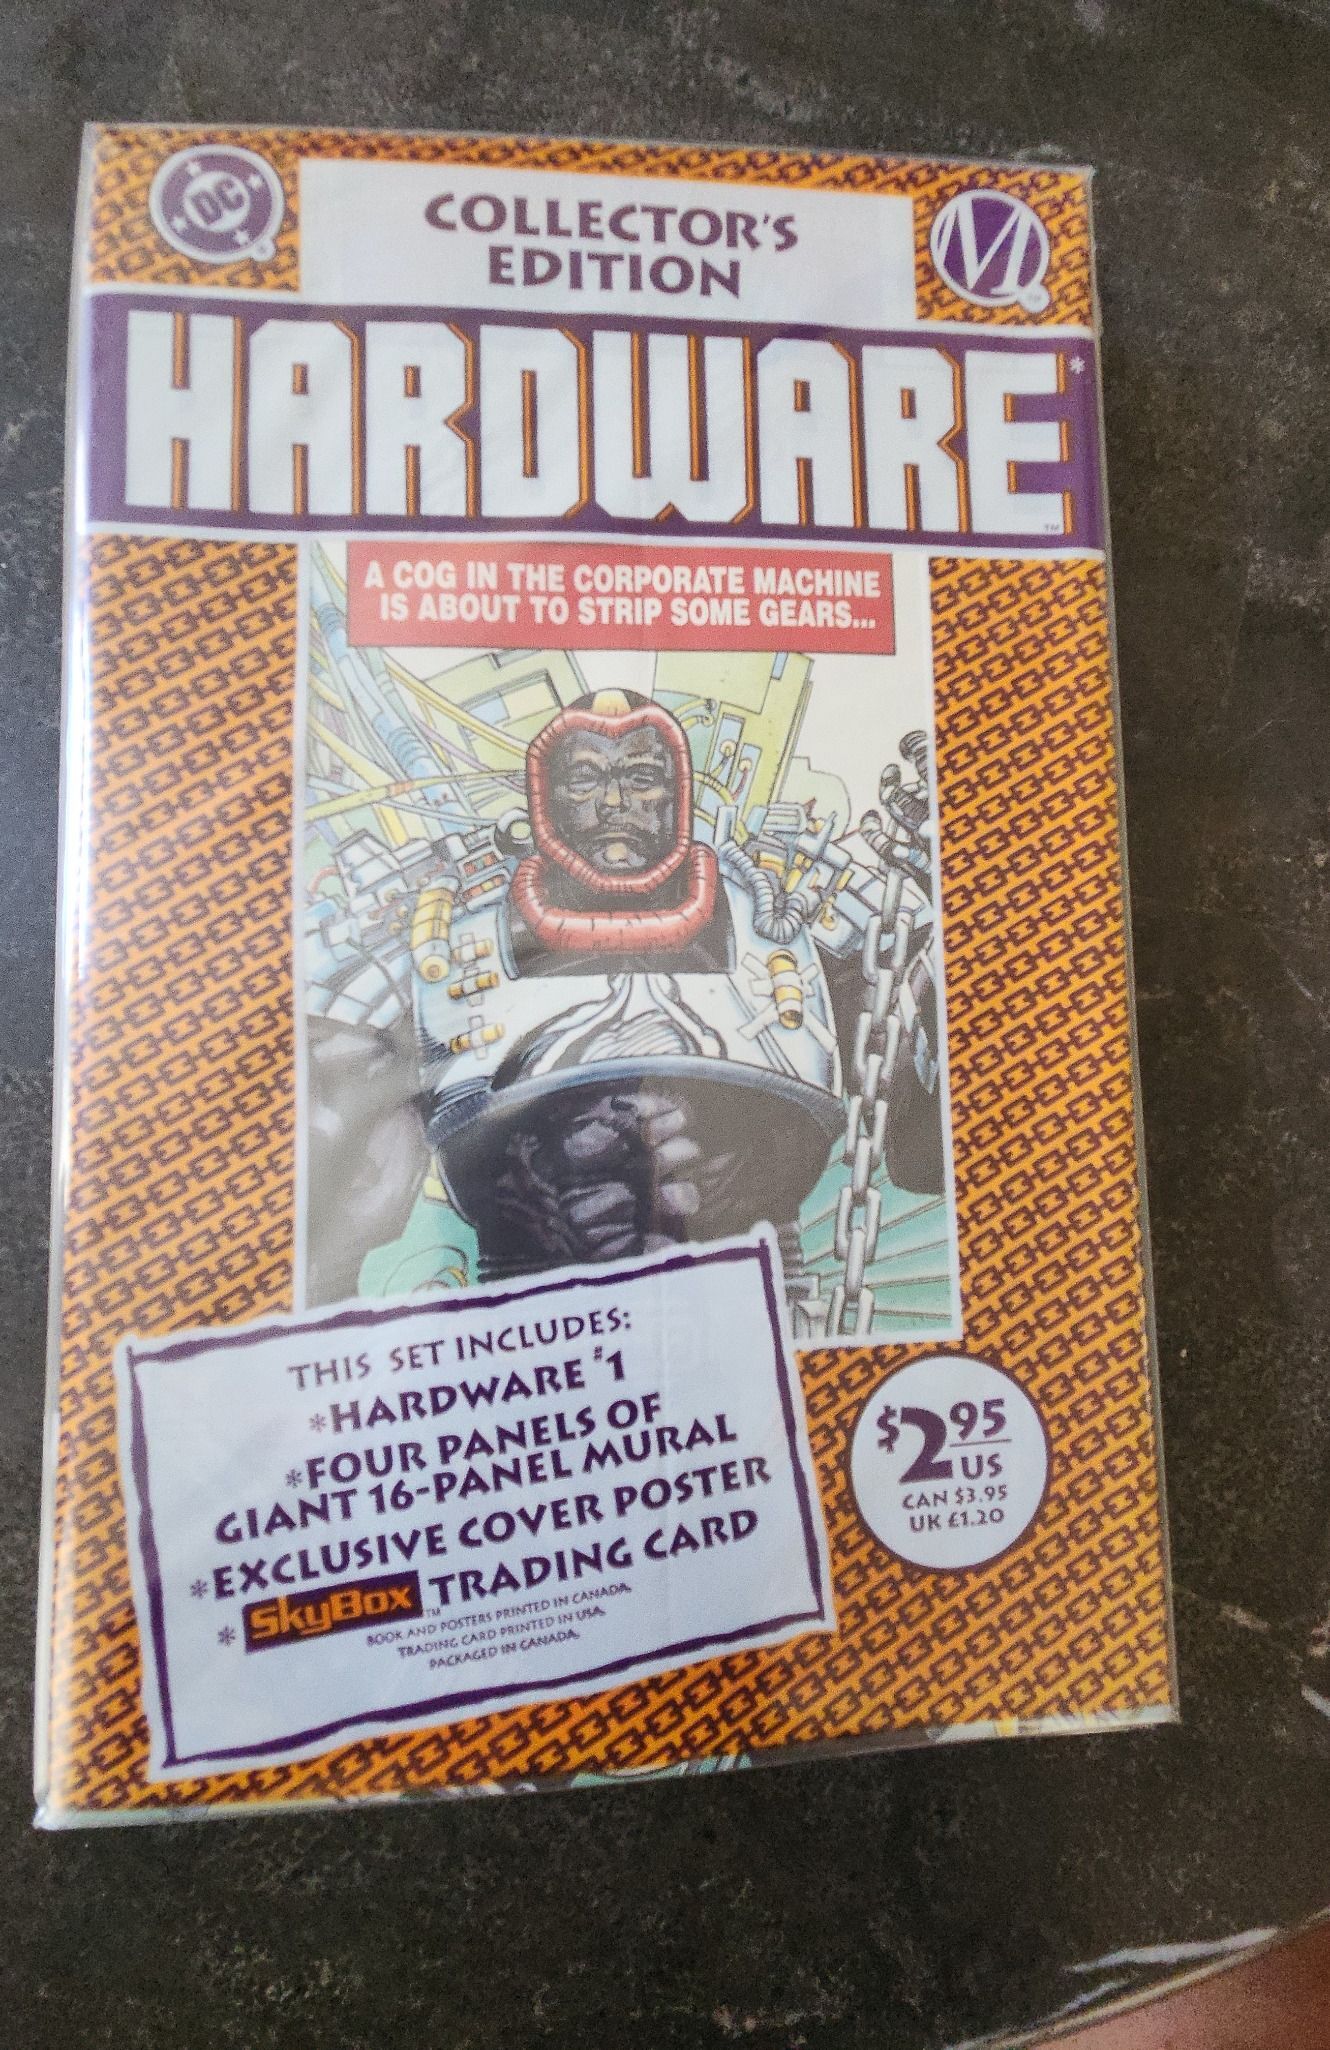 DC
COLLECTOR'S
EDITION
M
HARDWARE*
TM
A COG IN THE CORPORATE MACHINE
IS ABOUT TO STRIP SOME GEARS...
THIS SET INCLUDES:
*HARDWARE #1
*FOUR PANELS OF
GIANT 16-PANEL MURAL
*EXCLUSIVE COVER POSTER
* SkyBox™ TRADING CARD
BOOK AND POSTERS PRINTED IN CANADA.
TRADING CARD PRINTED IN USA.
PACKAGED IN CANADA.
$2.95
US
CAN $3.95
UK £1.20